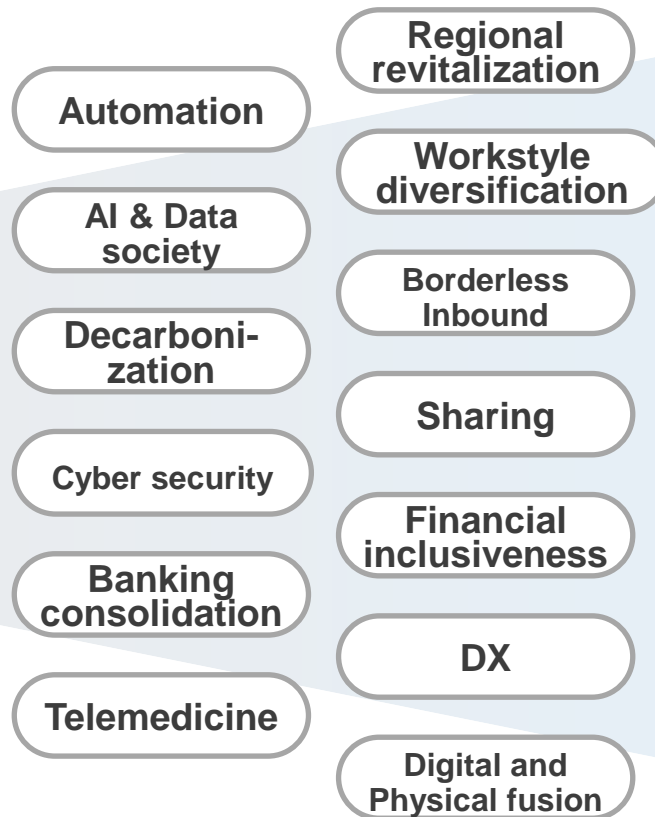 Automation
AI & Data
society
Decarboni-
zation
Cyber security
Banking
consolidation
Telemedicine
Regional
revitalization
Workstyle
diversification
Borderless
Inbound
Sharing
Financial
inclusiveness
DX
Digital and
Physical fusion